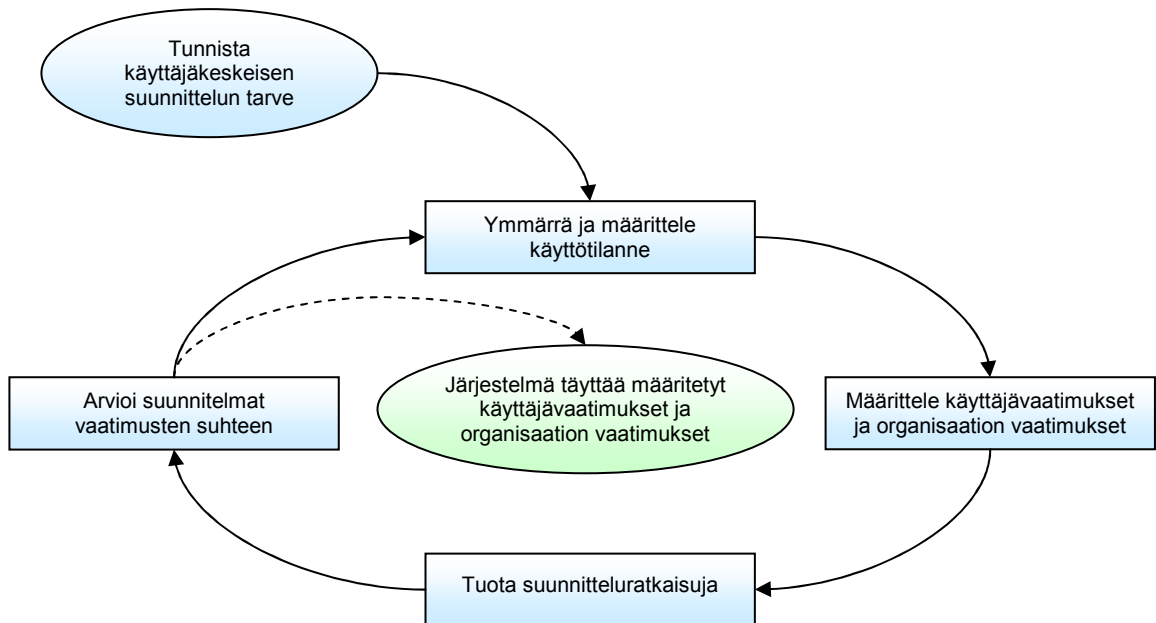 Tunnista
käyttäjäkeskeisen
suunnittelun tarve
Ymmärrä ja määrittele
käyttötilanne
Arvioi suunnitelmat
vaatimusten suhteen
Järjestelmä täyttää määritetyt
käyttäjävaatimukset ja
organisaation vaatimukset
Määrittele käyttäjävaatimukset
ja organisaation vaatimukset
Tuota suunnitteluratkaisuja